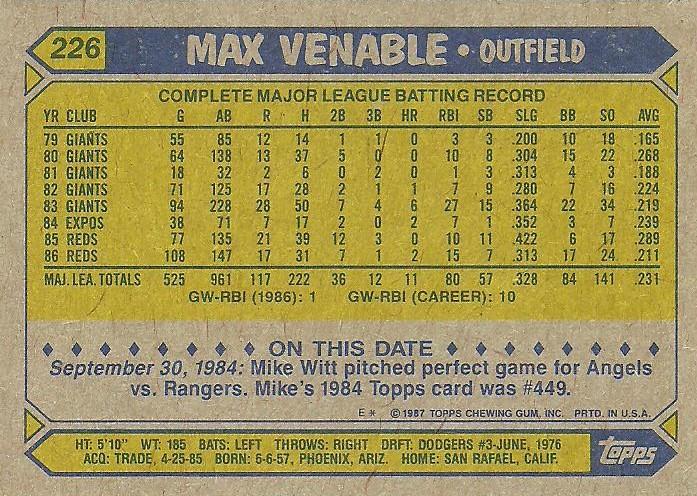 226 MAX VENABLE • OUTFIELD
COMPLETE MAJOR LEAGUE BATTING RECORD
YR CLUB G AB R H 2B 3B HR RBI SB SLG BB SO AVG
79 GIANTS 55 85 12 14 1 1 0 3 3 .200 10 18 .165
80 GIANTS 64 138 13 37 5 0 0 10 8 .304 15 22 .268
81 GIANTS 18 32 2 6 0 2 0 1 3 .313 4 3 .188
82 GIANTS 71 125 17 28 2 1 1 7 9 .280 7 16 .224
83 GIANTS 94 228 28 50 7 4 6 27 15 .364 22 34 .219
84 EXPOS 38 71 7 17 2 0 2 7 1 .352 3 7 .239
85 REDS 77 135 21 39 12 3 0 10 11 .422 6 17 .289
86 REDS 108 147 17 31 7 1 2 15 7 .313 17 24 .211
MAJ. LEA. TOTALS 525 961 117 222 36 12 11 80 57 .328 84 141 .231
GW-RBI (1986): 1 GW-RBI (CAREER): 10
ON THIS DATE
September 30, 1984: Mike Witt pitched perfect game for Angels
vs. Rangers. Mike's 1984 Topps card was #449.
E * ©1987 TOPPS CHEWING GUM, INC. PRTD. IN U.S.A.
HT: 5'10" WT: 185 BATS: LEFT THROWS: RIGHT DRFT: DODGERS #3-JUNE, 1976
ACQ: TRADE, 4-25-85 BORN: 6-6-57, PHOENIX, ARIZ. HOME: SAN RAFAEL, CALIF.
topps